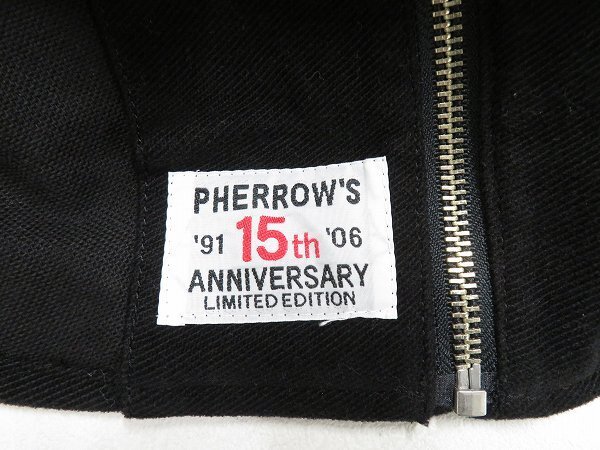 PHERROW'S
'91 15th '06
ANNIVERSARY
LIMITED EDITION